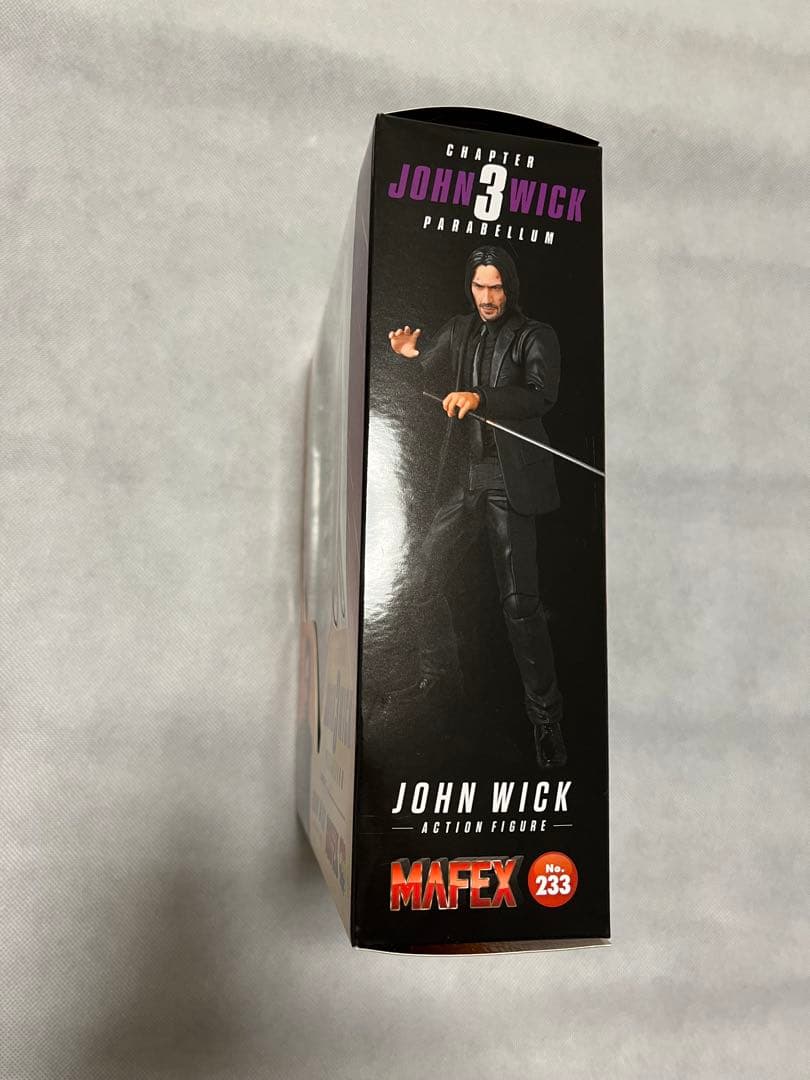 CHAPTER
JOHN 3 WICK
PARABELLUM
JOHN WICK
ACTION FIGURE
MAFEX No. 233